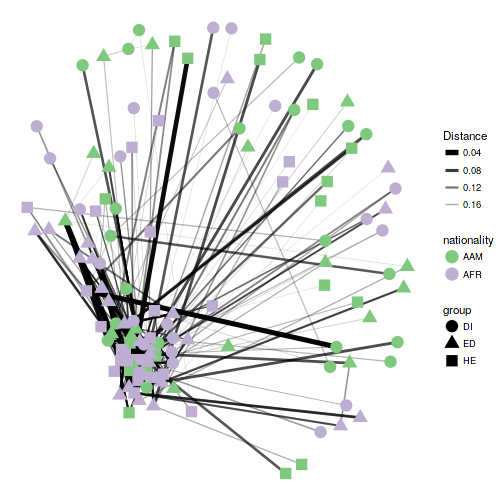 Distance
0.04
0.08
0.12
0.16
nationality
AAM
AFR
group
DI
ED
HE